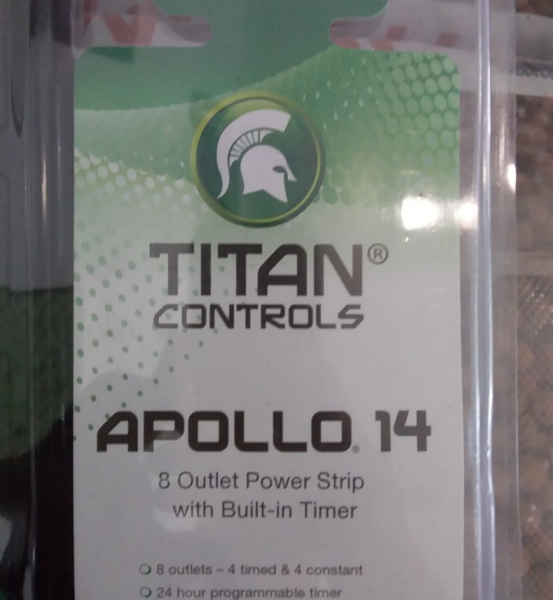 TITAN®
CONTROLS
APOLLO® 14
8 Outlet Power Strip
with Built-in Timer
8 outlets – 4 timed & 4 constant
24 hour programmable timer